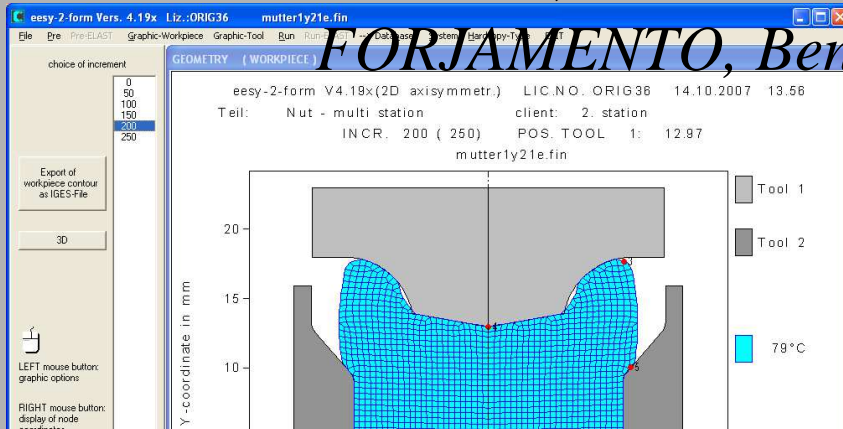 eesy-2-form Vers. 4.19x Liz.:ORIG36 mutter1y21e.fin
File Pre Pre-ELAST Graphic-Workpiece Graphic-Tool Run
FORJAMENTO, Ben
choice of increment
0
50
100
150
200
250
Export of
workpiece contour
as IGES-File
3D
LEFT mouse button:
graphic options
RIGHT mouse button:
display of node
GEOMETRY (WORKPIECE)
eesy-2-form V4.19x(2D axisymmetr.) LIC.NO. ORIG36 14.10.2007 13.56
Teil: Nut - multi station client: 2. station
INCR. 200 ( 250) POS. TOOL 1: 12.97
mutter1y21e.fin
Tool 1
Tool 2
79°C
20
15
10
Y-coordinate in mm
3
4
5